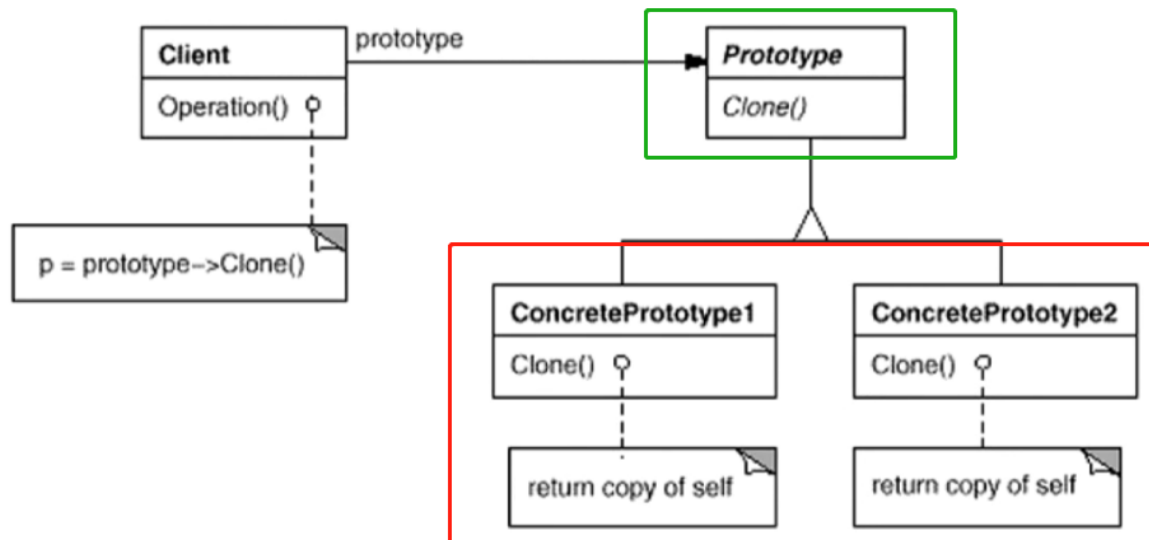 Client
Operation()
prototype
Prototype
Clone()
p = prototype->Clone()
ConcretePrototype1
Clone()
return copy of self
ConcretePrototype2
Clone()
return copy of self